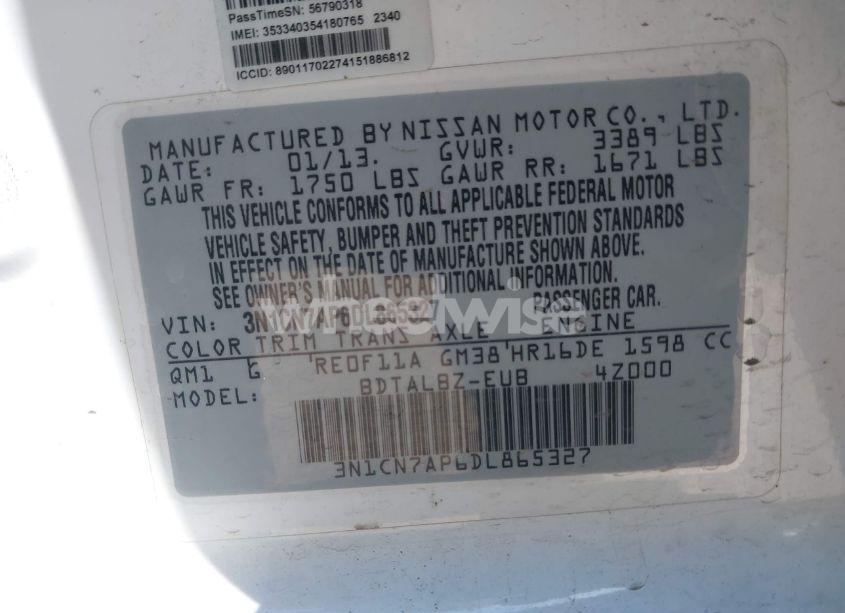 PassTimeSN: 56790318
IMEI: 353340354180765 2340
ICCID: 89011702274151886812
MANUFACTURED BY NISSAN MOTOR CO., LTD.
DATE: 01/13. GVWR: 3389 LBS
GAWR FR: 1750 LBS GAWR RR: 1671 LBS
THIS VEHICLE CONFORMS TO ALL APPLICABLE FEDERAL MOTOR
VEHICLE SAFETY, BUMPER AND THEFT PREVENTION STANDARDS
IN EFFECT ON THE DATE OF MANUFACTURE SHOWN ABOVE.
SEE OWNER'S MANUAL FOR ADDITIONAL INFORMATION.
VIN: 3N1CN7AP6DL865327 PASSENGER CAR.
COLOR TRIM TRANS AXLE ENGINE
QM1 G RE0F11A GM38 HR16DE 1598 CC
MODEL: BDTALBZ-EUB 4Z000
3N1CN7AP6DL865327